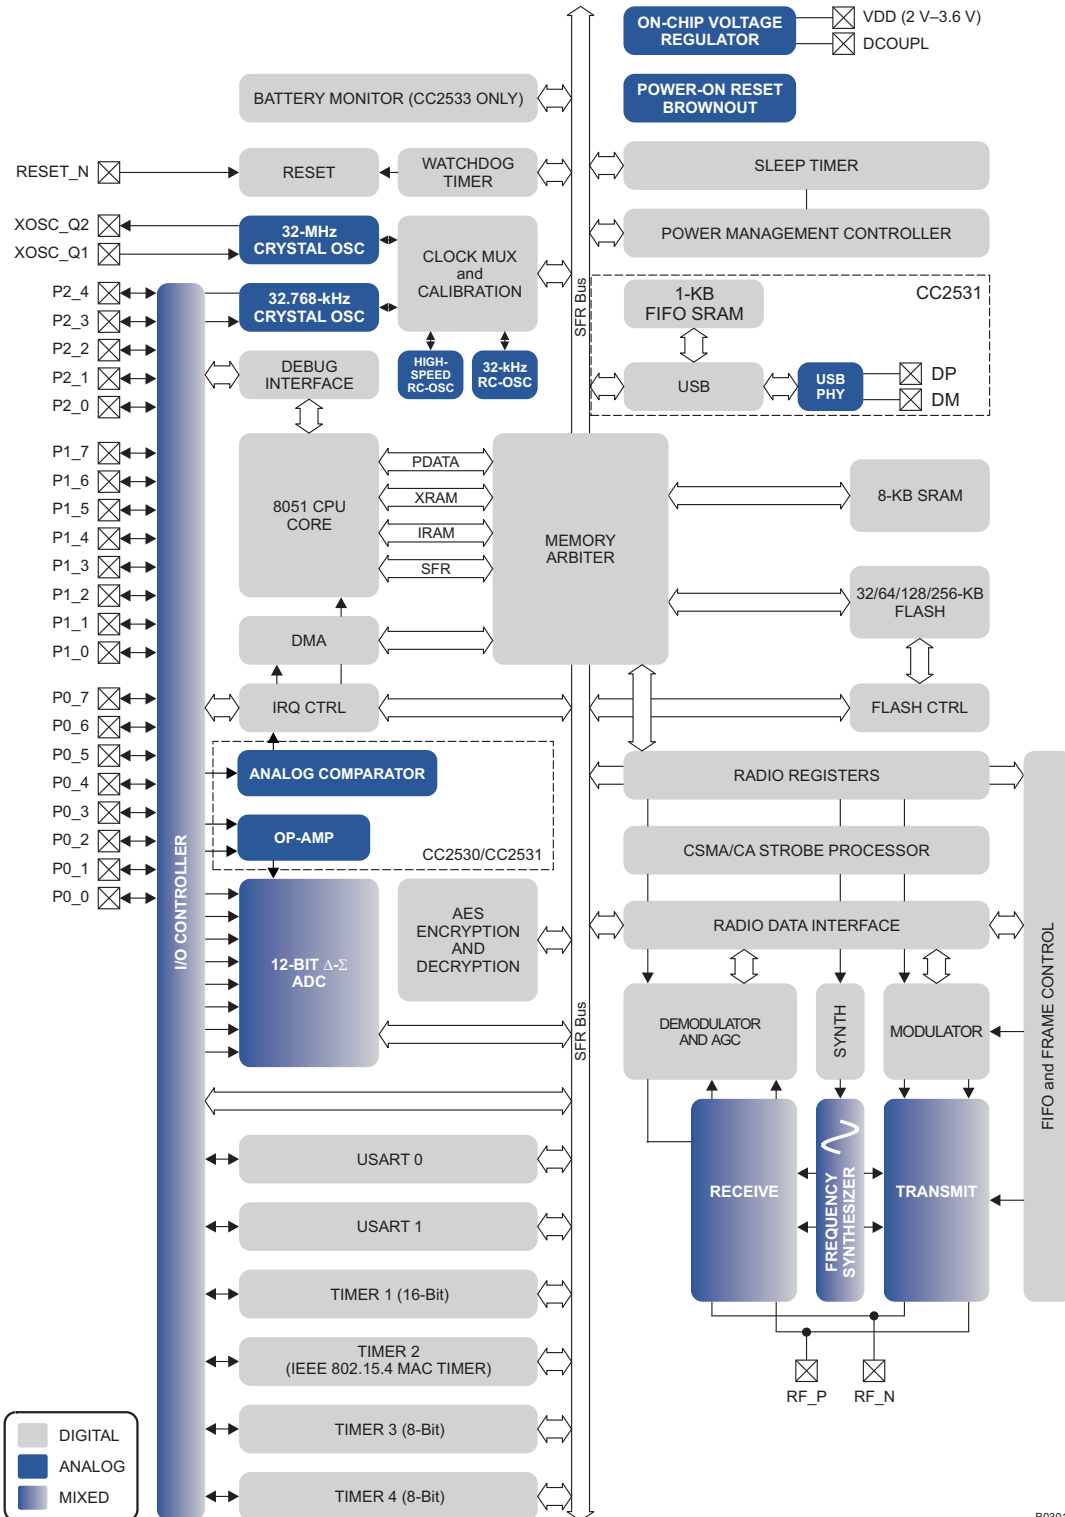 ON-CHIP VOLTAGE
REGULATOR
VDD (2 V–3.6 V)
DCOUPL
POWER-ON RESET
BROWNOUT
BATTERY MONITOR (CC2533 ONLY)
RESET_N
RESET
WATCHDOG
TIMER
SLEEP TIMER
XOSC_Q2
XOSC_Q1
32-MHz
CRYSTAL OSC
CLOCK MUX
and
CALIBRATION
POWER MANAGEMENT CONTROLLER
SFR Bus
P2_4
P2_3
P2_2
P2_1
P2_0
32.768-kHz
CRYSTAL OSC
HIGH-
SPEED
RC-OSC
32-kHz
RC-OSC
DEBUG
INTERFACE
1-KB
FIFO SRAM
CC2531
USB
USB
PHY
DP
DM
P1_7
P1_6
P1_5
P1_4
P1_3
P1_2
P1_1
P1_0
8051 CPU
CORE
PDATA
XRAM
IRAM
SFR
MEMORY
ARBITER
8-KB SRAM
32/64/128/256-KB
FLASH
DMA
IRQ CTRL
FLASH CTRL
P0_7
P0_6
P0_5
P0_4
P0_3
P0_2
P0_1
P0_0
I/O CONTROLLER
ANALOG COMPARATOR
OP-AMP
CC2530/CC2531
RADIO REGISTERS
CSMA/CA STROBE PROCESSOR
RADIO DATA INTERFACE
FIFO and FRAME CONTROL
12-BIT Δ-Σ
ADC
AES
ENCRYPTION
AND
DECRYPTION
SFR Bus
DEMODULATOR
AND AGC
SYNTH
MODULATOR
RECEIVE
FREQUENCY
SYNTHESIZER
TRANSMIT
USART 0
USART 1
TIMER 1 (16-Bit)
TIMER 2
(IEEE 802.15.4 MAC TIMER)
TIMER 3 (8-Bit)
TIMER 4 (8-Bit)
RF_P
RF_N
DIGITAL
ANALOG
MIXED